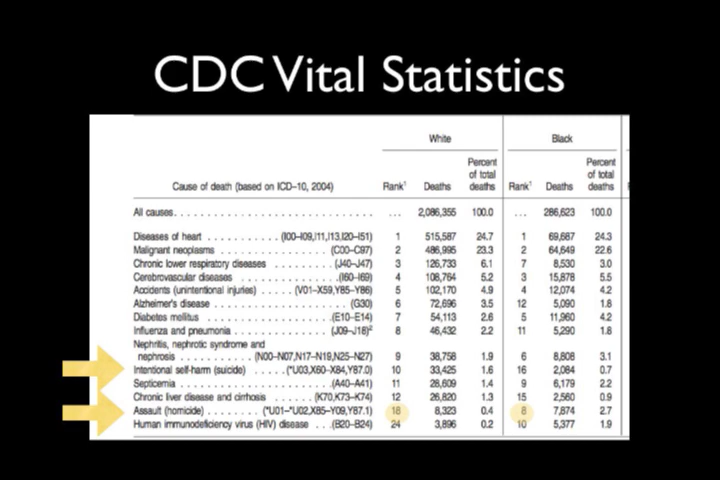 CDC Vital Statistics
White Black
Percent of total deaths Percent of total deaths
Cause of death (based on ICD–10, 2004) Rank¹ Deaths Rank¹ Deaths
All causes. . . . . . . . . . . . . . . . . . . . . . . . . . . . . ... 2,086,355 100.0 ... 286,623 100.0
Diseases of heart . . . . . . . . . . . (I00–I09,I11,I13,I20–I51) 1 515,587 24.7 1 69,687 24.3
Malignant neoplasms . . . . . . . . . . . . . . . . . (C00–C97) 2 486,995 23.3 2 64,649 22.6
Chronic lower respiratory diseases . . . . . . . . . (J40–J47) 3 126,733 6.1 7 8,530 3.0
Cerebrovascular diseases . . . . . . . . . . . . . . . (I60–I69) 4 108,764 5.2 3 15,878 5.5
Accidents (unintentional injuries) . . . . . (V01–X59,Y85–Y86) 5 102,170 4.9 4 12,074 4.2
Alzheimer's disease . . . . . . . . . . . . . . . . . . . . (G30) 6 72,696 3.5 12 5,090 1.8
Diabetes mellitus . . . . . . . . . . . . . . . . . . . (E10–E14) 7 54,113 2.6 5 11,960 4.2
Influenza and pneumonia . . . . . . . . . . . . . . . (J09–J18)² 8 46,432 2.2 11 5,290 1.8
Nephritis, nephrotic syndrome and
nephrosis . . . . . . . . . . (N00–N07,N17–N19,N25–N27) 9 38,758 1.9 6 8,808 3.1
Intentional self-harm (suicide) . . . . . (*U03,X60–X84,Y87.0) 10 33,425 1.6 16 2,084 0.7
Septicemia . . . . . . . . . . . . . . . . . . . . . . . (A40–A41) 11 28,609 1.4 9 6,179 2.2
Chronic liver disease and cirrhosis . . . . . . . (K70,K73–K74) 12 26,820 1.3 15 2,560 0.9
Assault (homicide) . . . . . . . . (*U01–*U02,X85–Y09,Y87.1) 18 8,323 0.4 8 7,874 2.7
Human immunodeficiency virus (HIV) disease . . . (B20–B24) 24 3,896 0.2 10 5,377 1.9